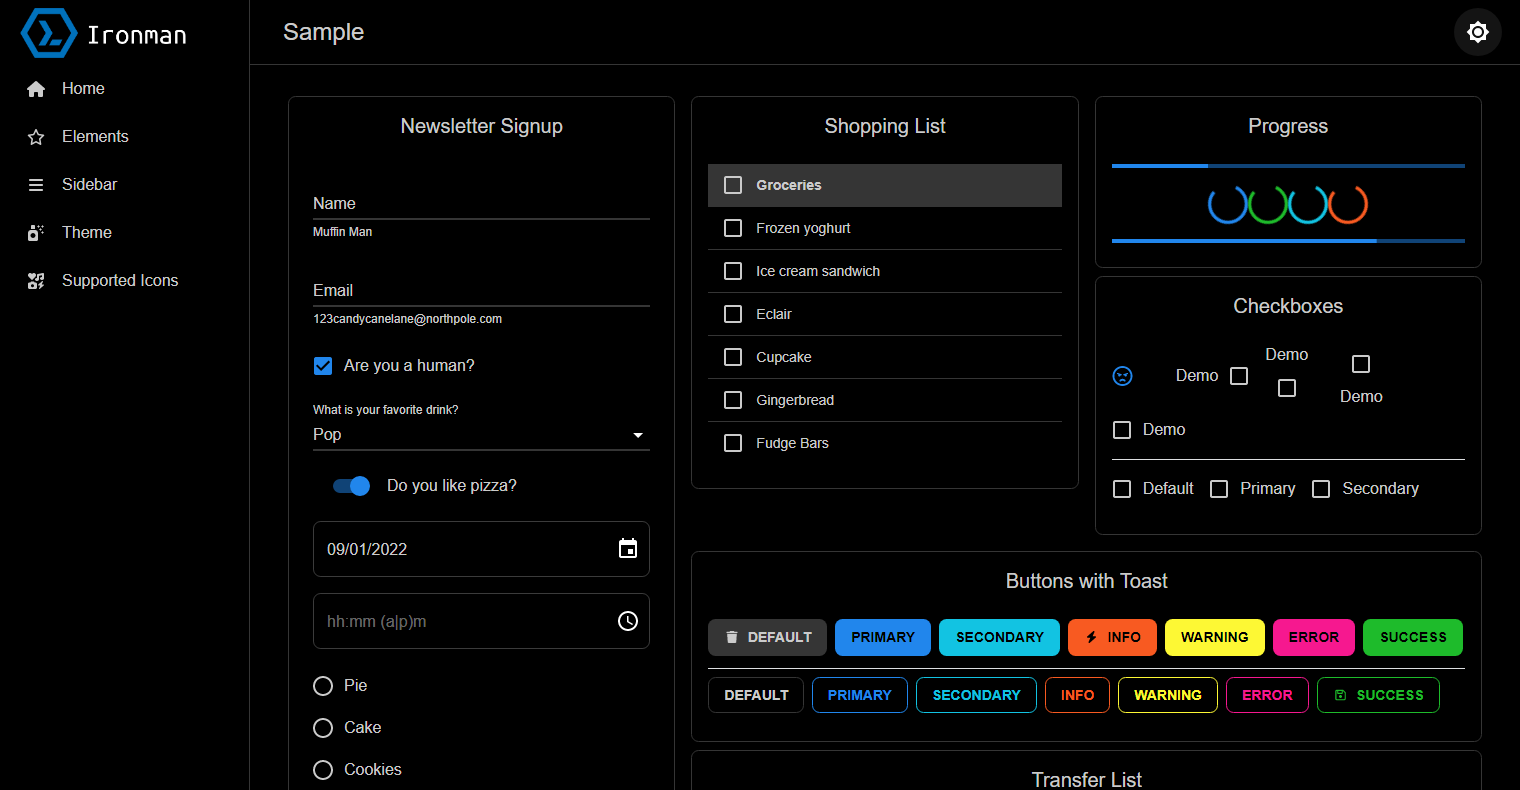 Ironman
Home
Elements
Sidebar
Theme
Supported Icons
Sample
Newsletter Signup
Name
Muffin Man
Email
123candycanelane@northpole.com
Are you a human?
What is your favorite drink?
Pop
Do you like pizza?
09/01/2022
hh:mm (a|p)m
Pie
Cake
Cookies
Shopping List
Groceries
Frozen yoghurt
Ice cream sandwich
Eclair
Cupcake
Gingerbread
Fudge Bars
Progress
Checkboxes
Demo
Demo
Demo
Demo
Default Primary Secondary
Buttons with Toast
DEFAULT PRIMARY SECONDARY INFO WARNING ERROR SUCCESS
DEFAULT PRIMARY SECONDARY INFO WARNING ERROR SUCCESS
Transfer List